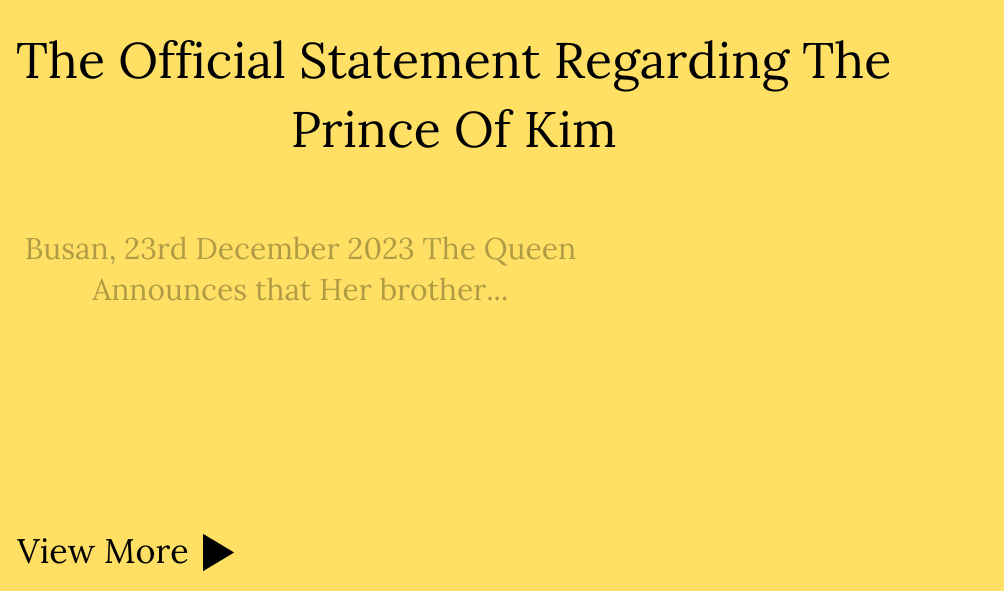 The Official Statement Regarding The
Prince Of Kim
Busan, 23rd December 2023 The Queen
Announces that Her brother...
View More